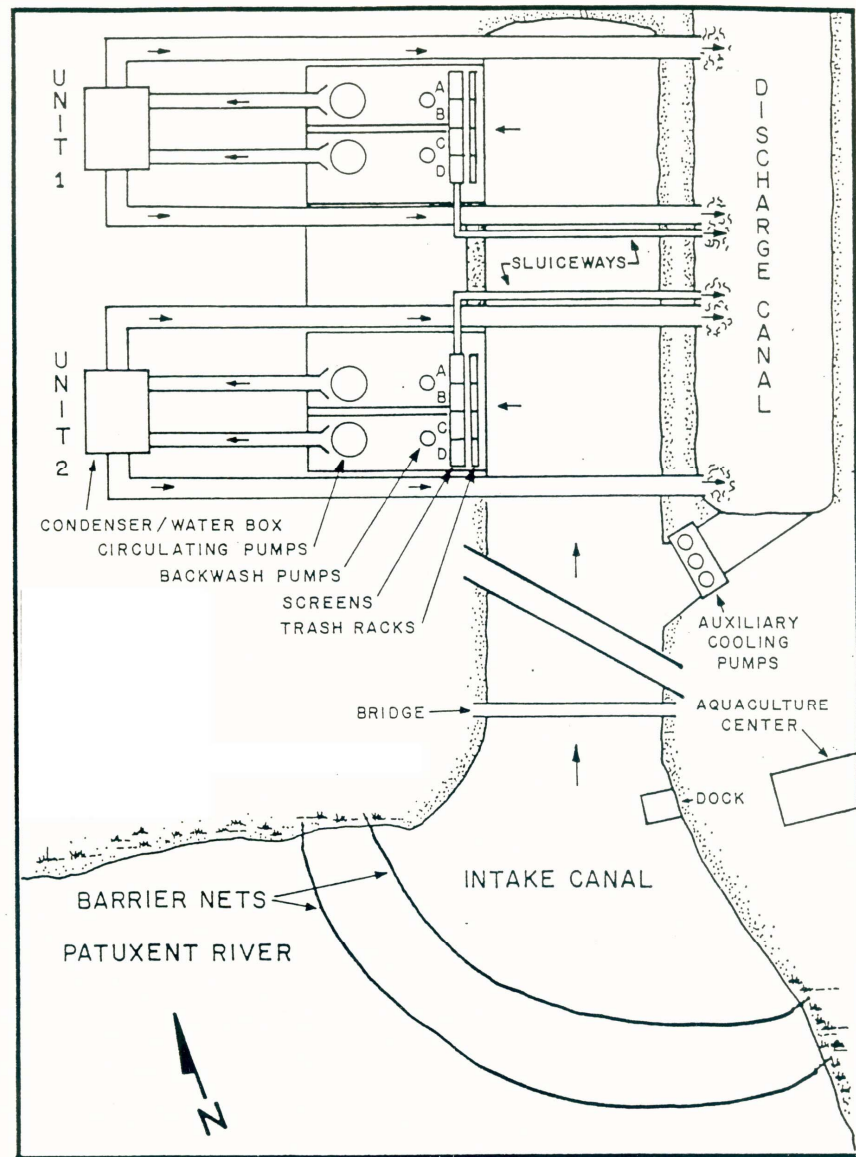 UNIT 1
A
B
C
D
SLUICEWAYS
DISCHARGE CANAL
UNIT 2
A
B
C
D
CONDENSER/WATER BOX
CIRCULATING PUMPS
BACKWASH PUMPS
SCREENS
TRASH RACKS
AUXILIARY
COOLING
PUMPS
BRIDGE
AQUACULTURE
CENTER
DOCK
INTAKE CANAL
BARRIER NETS
PATUXENT RIVER
N